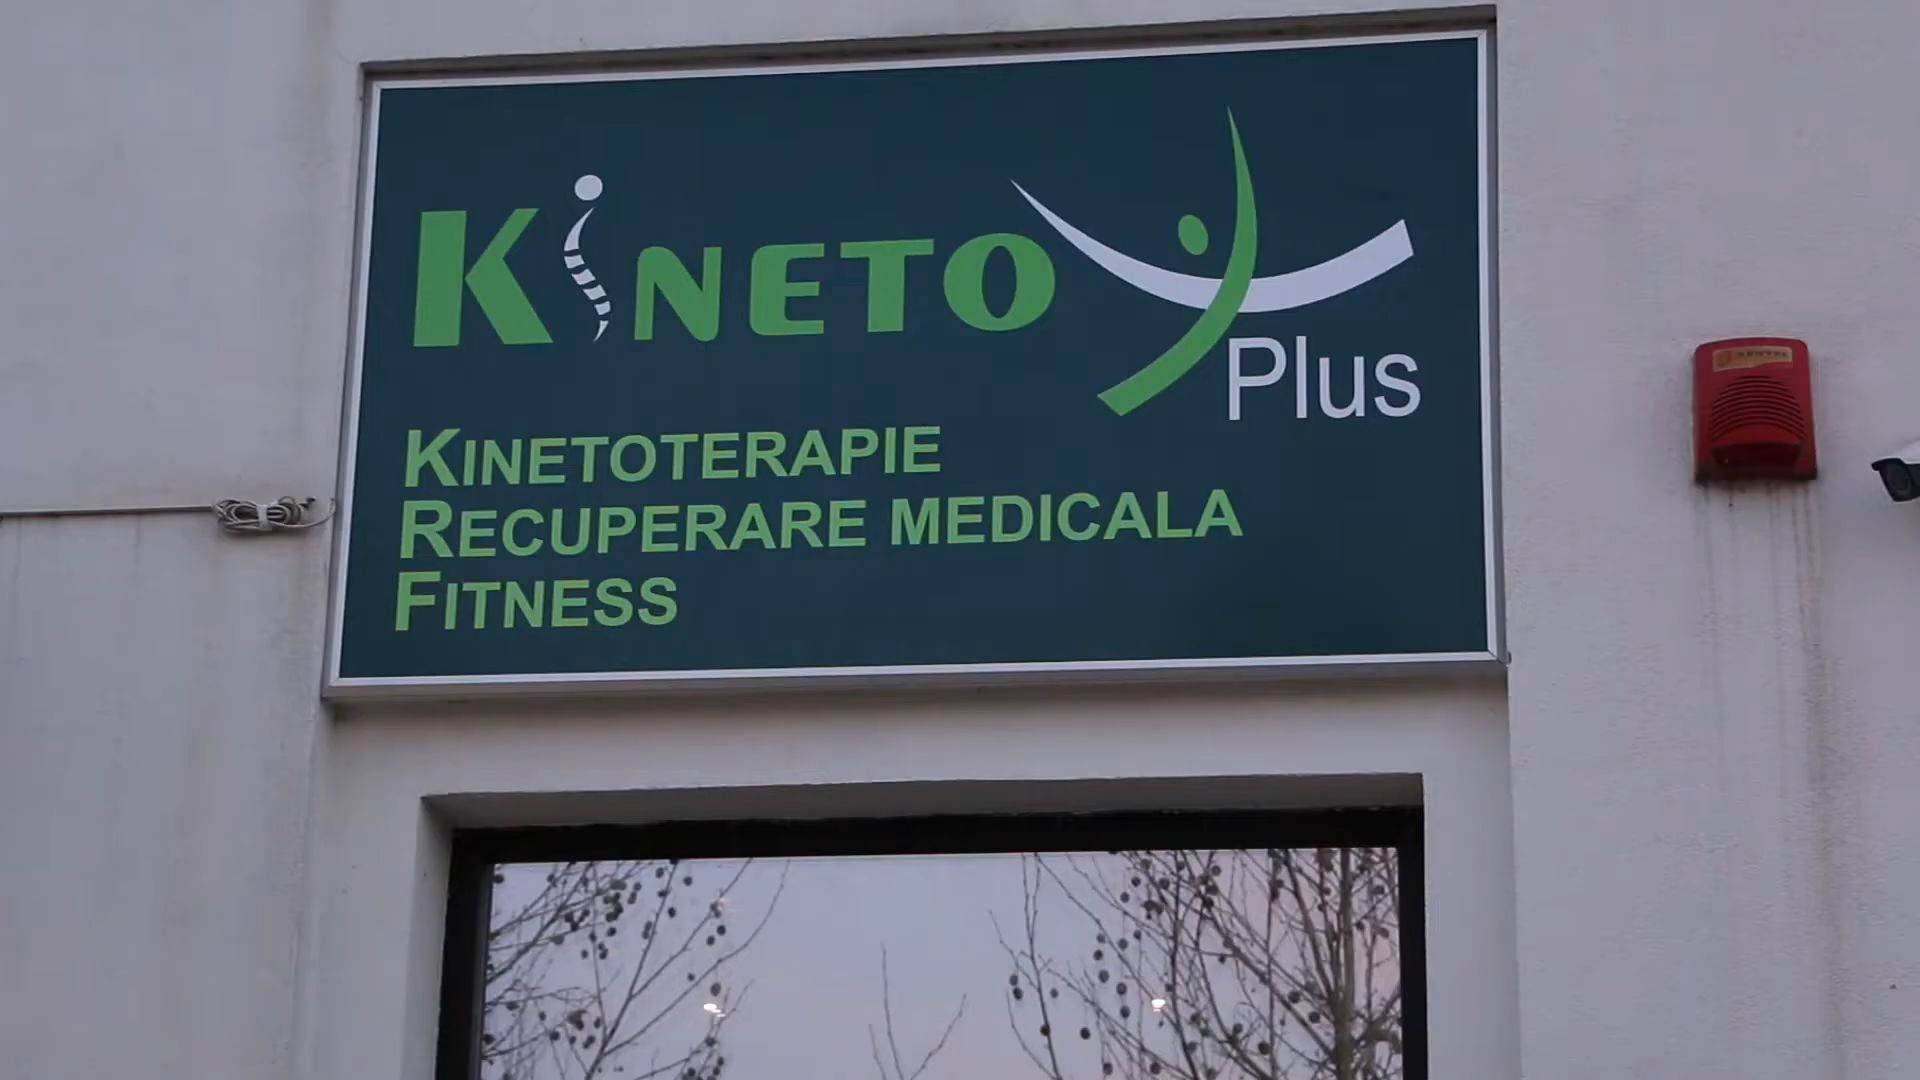 KiNETO
Plus
KINETOTERAPIE
RECUPERARE MEDICALA
FITNESS